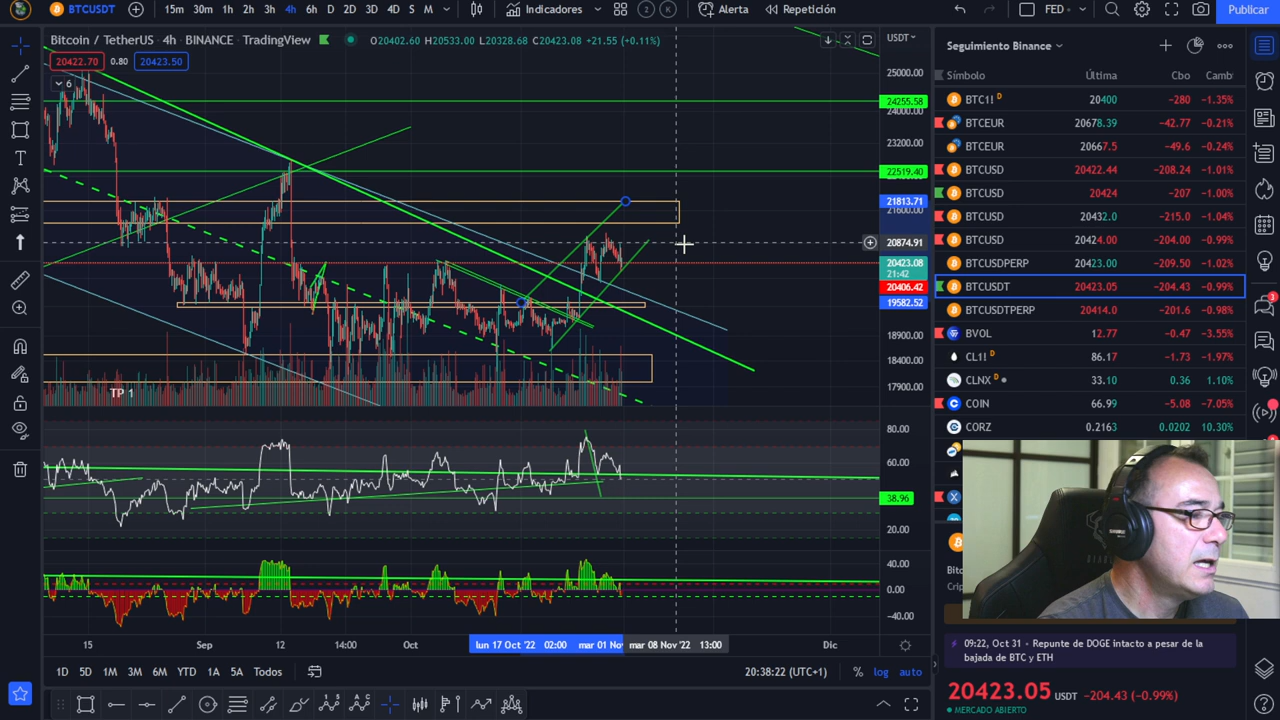 BTCUSDT 15m 30m 1h 2h 3h 4h 6h D 2D 3D 4D S M Indicadores 2 K Alerta Repetición FED Publicar
Bitcoin / TetherUS · 4h · BINANCE · TradingView O20402.60 H20533.00 L20328.68 C20423.08 +21.55 (+0.11%) USDT
20422.70 0.80 20423.50
6
25000.00
24255.58
24000.00
23200.00
22519.40
21813.71
21600.00
20874.91
20423.08
21:42
20406.42
19582.52
18900.00
18400.00
17900.00
TP 1
80.00
60.00
38.96
20.00
40.00
0.00
−40.00
15 Sep 12 14:00 Oct lun 17 Oct '22 02:00 mar 01 Nov mar 08 Nov '22 13:00 Dic
1D 5D 1M 3M 6M YTD 1A 5A Todos 20:38:22 (UTC+1) % log auto
Seguimiento Binance
Símbolo Última Cbo Camb
BTC1! D 20400 −280 −1.35%
BTCEUR 20678.39 −42.77 −0.21%
BTCEUR 20667.5 −49.6 −0.24%
BTCUSD 20422.44 −208.24 −1.01%
BTCUSD 20424 −207 −1.00%
BTCUSD 20432.0 −215.0 −1.04%
BTCUSD 20424.00 −204.00 −0.99%
BTCUSDPERP 20423.00 −209.50 −1.02%
BTCUSDT 20423.05 −204.43 −0.99%
BTCUSDTPERP 20414.0 −201.6 −0.98%
BVOL 12.77 −0.47 −3.55%
CL1! D 86.17 −1.73 −1.97%
CLNX D 33.10 0.36 1.10%
COIN 66.99 −5.08 −7.05%
CORZ 0.2163 0.0202 10.30%
3
09:22, Oct 31 • Repunte de DOGE intacto a pesar de la
bajada de BTC y ETH
20423.05 USDT −204.43 (−0.99%)
MERCADO ABIERTO